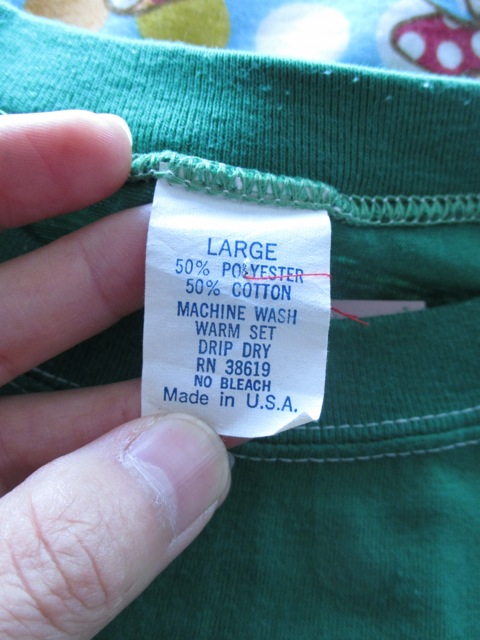 LARGE
50% POLYESTER
50% COTTON
MACHINE WASH
WARM SET
DRIP DRY
RN 38619
NO BLEACH
Made in U.S.A.